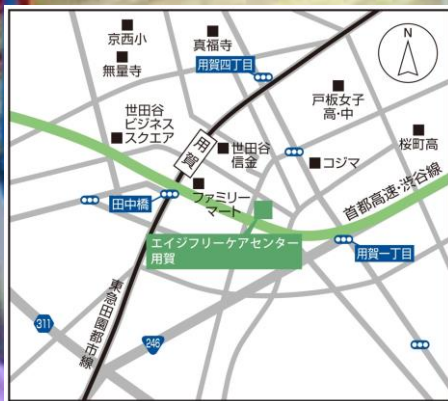 京西小
無量寺
真福寺
用賀四丁目
N
戸板女子
高・中
桜町高
世田谷
ビジネス
スクエア
用賀
世田谷
信金
コジマ
首都高速・渋谷線
ファミリー
マート
田中橋
エイジフリーケアセンター
用賀
用賀一丁目
東急田園都市線
311
246